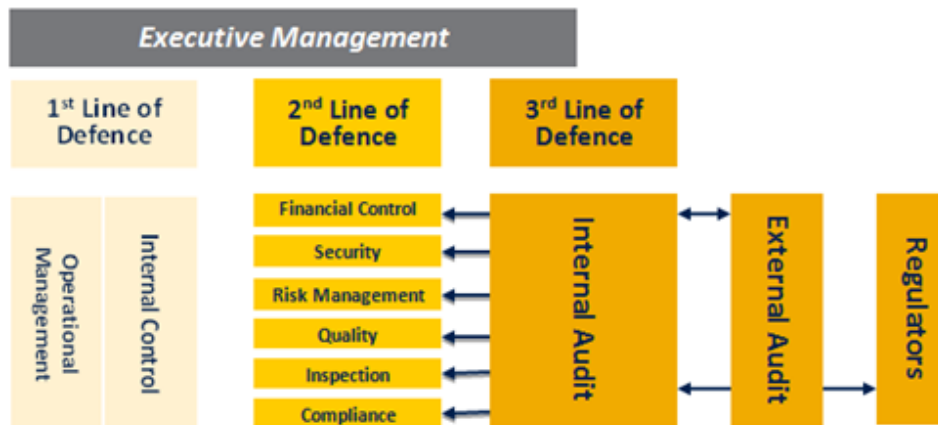 Executive Management
1st Line of
Defence
2nd Line of
Defence
3rd Line of
Defence
Operational
Management
Internal Control
Financial Control
Security
Risk Management
Quality
Inspection
Compliance
Internal Audit
External Audit
Regulators